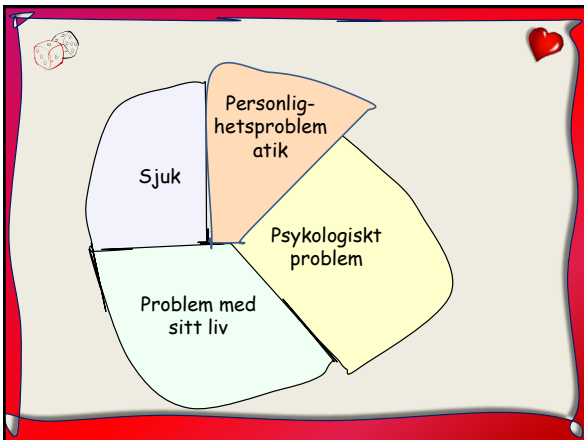 Personlig-
hetsproblem
atik
Sjuk
Psykologiskt
problem
Problem med
sitt liv